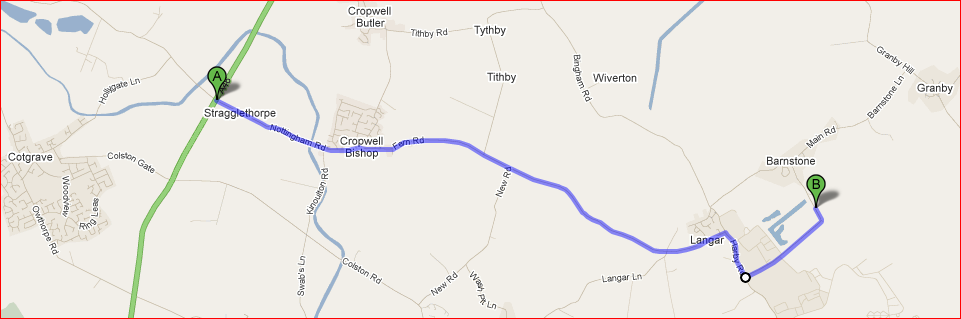 Cropwell
Butler
Tithby Rd
Tythby
Tithby
Bingham Rd
Wiverton
Granby Hill
Granby
Barnstone Ln
Main Rd
Barnstone
Hollygate Ln
A
Stragglethorpe
Nottingham Rd
Cropwell
Bishop
Fern Rd
Cotgrave
Colston Gate
Woodview
Ring Leas
Owthorpe Rd
Kinoulton Rd
New Rd
B
Langar
Harby Rd
Langar Ln
Colston Rd
Swab's Ln
New Rd
Wash Pit Ln